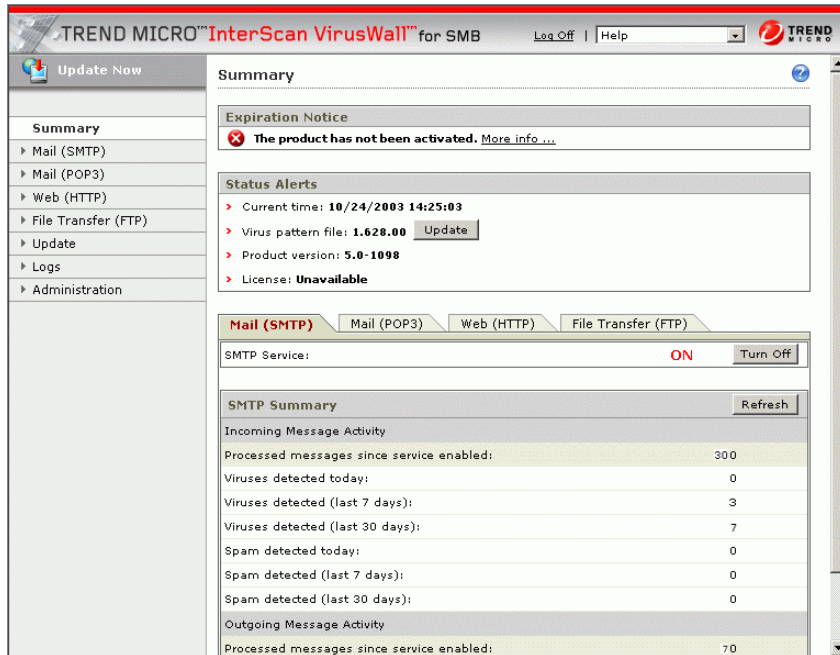 TREND MICRO™ InterScan VirusWall™ for SMB
Log Off | Help
TREND MICRO
Update Now
Summary
Mail (SMTP)
Mail (POP3)
Web (HTTP)
File Transfer (FTP)
Update
Logs
Administration
Summary
?
Expiration Notice
The product has not been activated. More info ...
Status Alerts
Current time: 10/24/2003 14:25:03
Virus pattern file: 1.628.00 Update
Product version: 5.0-1098
License: Unavailable
Mail (SMTP) Mail (POP3) Web (HTTP) File Transfer (FTP)
SMTP Service: ON Turn Off
SMTP Summary Refresh
Incoming Message Activity
Processed messages since service enabled: 300
Viruses detected today: 0
Viruses detected (last 7 days): 3
Viruses detected (last 30 days): 7
Spam detected today: 0
Spam detected (last 7 days): 0
Spam detected (last 30 days): 0
Outgoing Message Activity
Processed messages since service enabled: 70